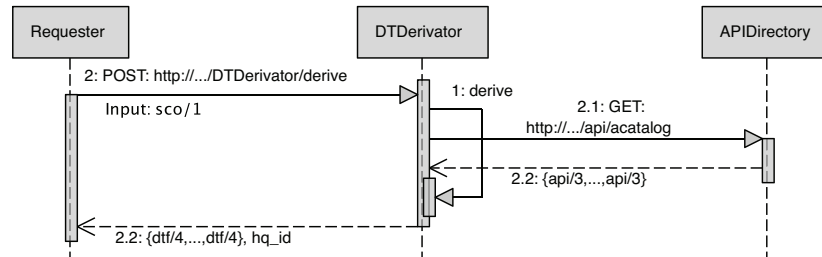 Requester
DTDerivator
APIDirectory
2: POST: http://.../DTDerivator/derive
Input: sco/1
1: derive
2.1: GET:
http://.../api/acatalog
2.2: {api/3,...,api/3}
2.2: {dtf/4,...,dtf/4}, hq_id